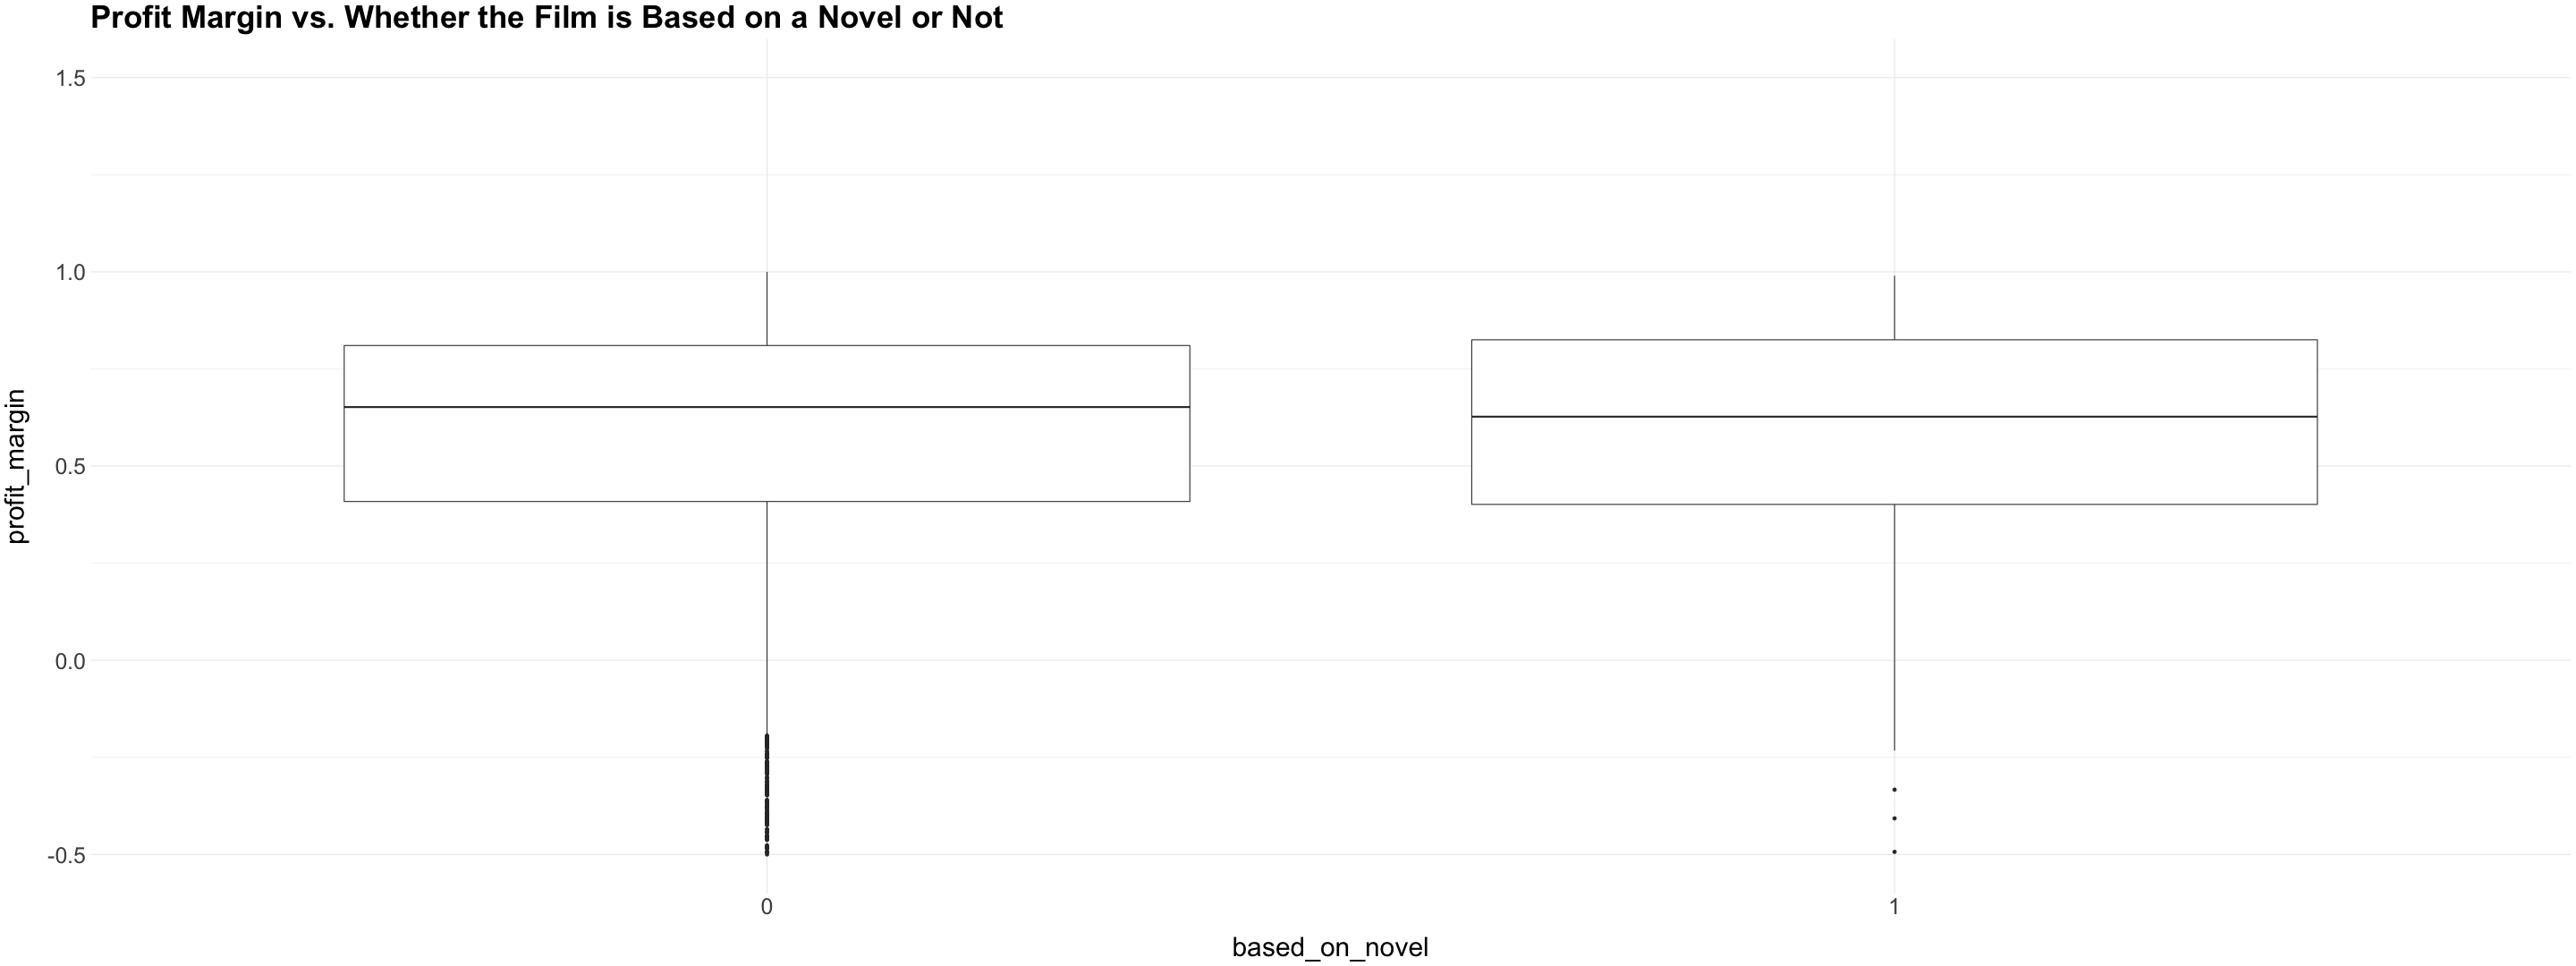 Profit Margin vs. Whether the Film is Based on a Novel or Not
1.5
1.0
0.5
0.0
-0.5
profit_margin
0
1
based_on_novel